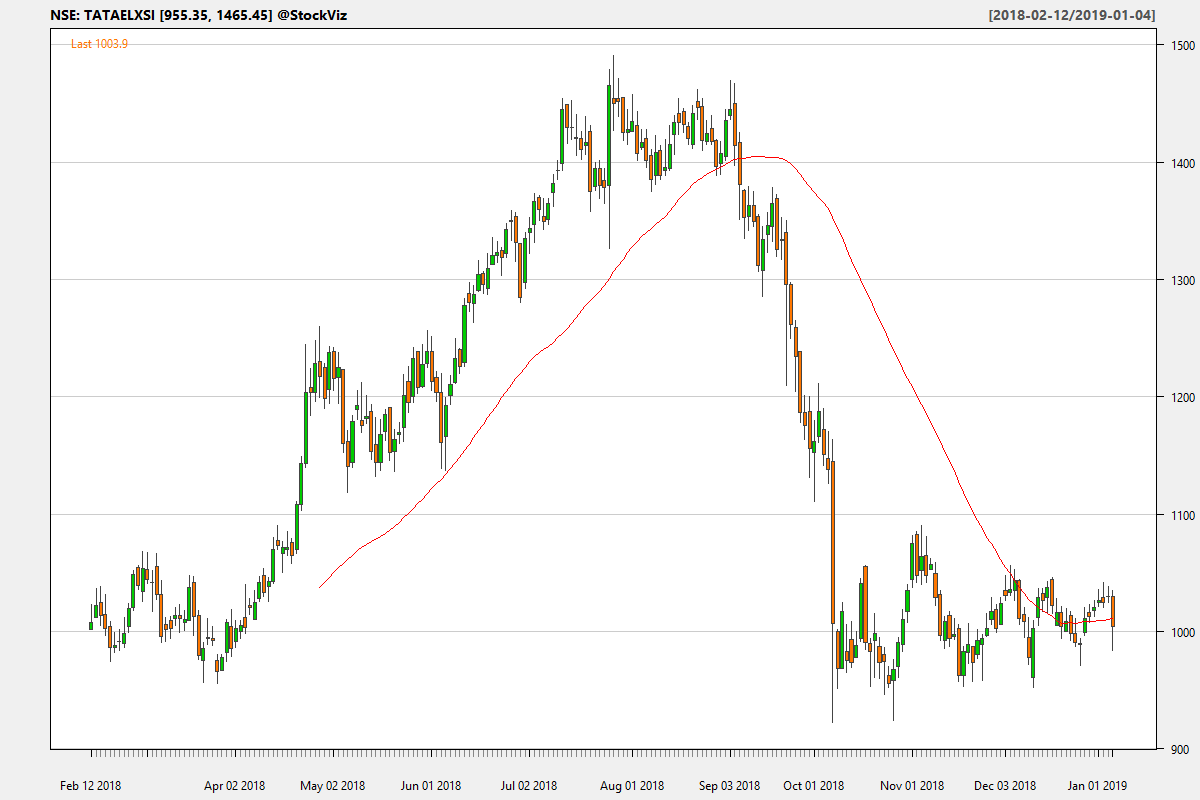 NSE: TATAELXSI [955.35, 1465.45] @StockViz [2018-02-12/2019-01-04]
Last 1003.9
1500
1400
1300
1200
1100
1000
900
Feb 12 2018 Apr 02 2018 May 02 2018 Jun 01 2018 Jul 02 2018 Aug 01 2018 Sep 03 2018 Oct 01 2018 Nov 01 2018 Dec 03 2018 Jan 01 2019